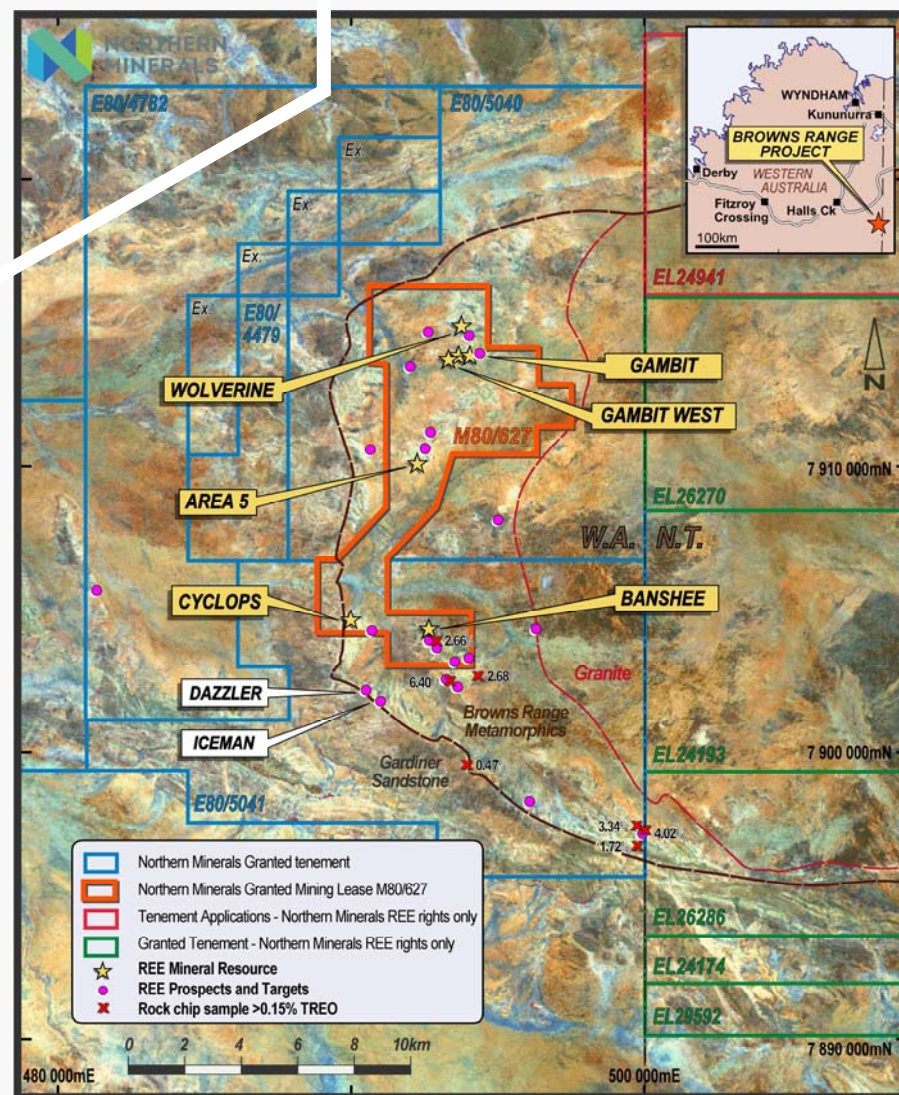 NORTHERN
MINERALS
E80/4782
E80/5040
Ex.
Ex.
Ex.
Ex.
E80/
4479
WYNDHAM
Kununurra
BROWNS RANGE
PROJECT
Derby
WESTERN
AUSTRALIA
Fitzroy
Crossing
Halls Ck
100km
EL24941
WOLVERINE
GAMBIT
GAMBIT WEST
N
M80/627
AREA 5
7 910 000mN
EL26270
W.A.
N.T.
CYCLOPS
BANSHEE
2.66
2.68
6.40
Granite
DAZZLER
ICEMAN
Browns Range
Metamorphics
Gardiner
Sandstone
0.47
EL24193
7 900 000mN
E80/5041
3.34
4.02
1.72
Northern Minerals Granted tenement
Northern Minerals Granted Mining Lease M80/627
Tenement Applications - Northern Minerals REE rights only
Granted Tenement - Northern Minerals REE rights only
REE Mineral Resource
REE Prospects and Targets
Rock chip sample >0.15% TREO
EL26286
EL24174
EL29592
0 2 4 6 8 10km
7 890 000mN
480 000mE
500 000mE